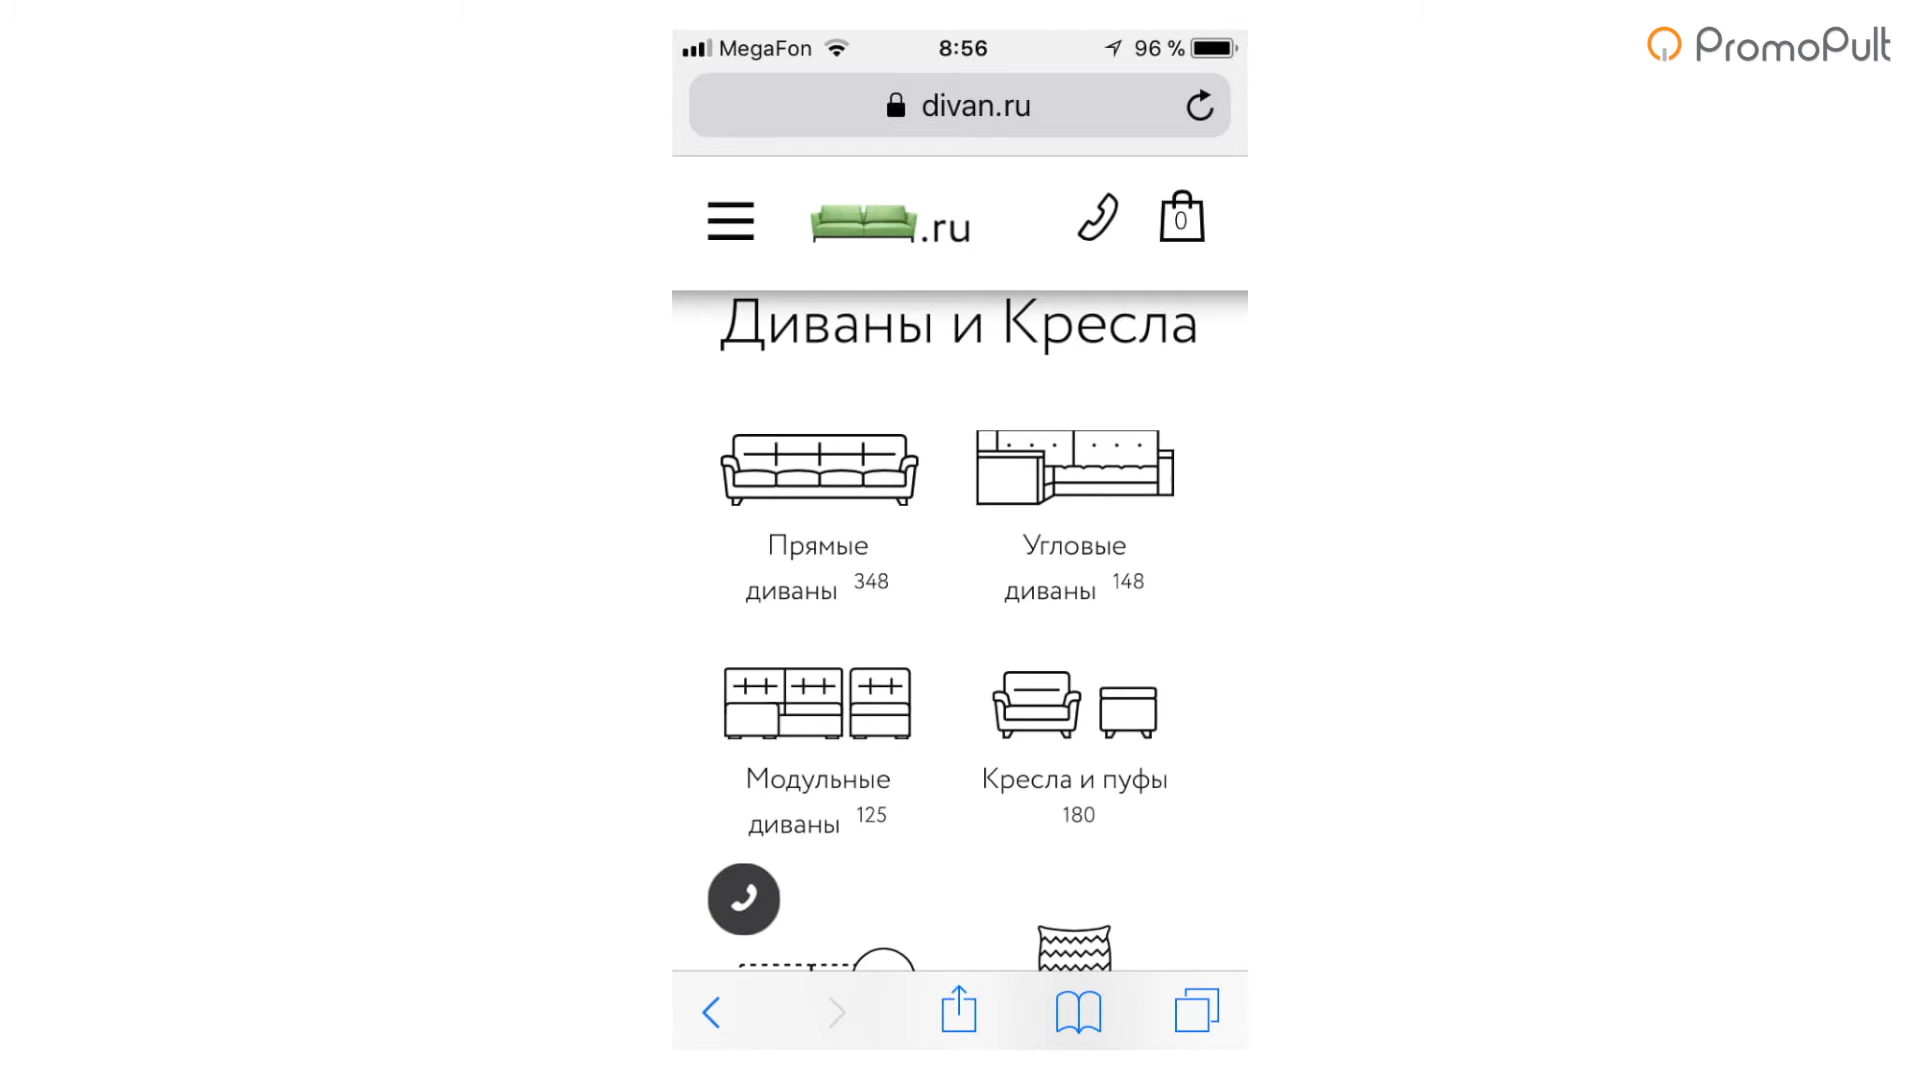 PromoPult
MegaFon 8:56 96 %
divan.ru
.ru 0
Диваны и Кресла
Прямые
диваны 348
Угловые
диваны 148
Модульные
диваны 125
Кресла и пуфы
180